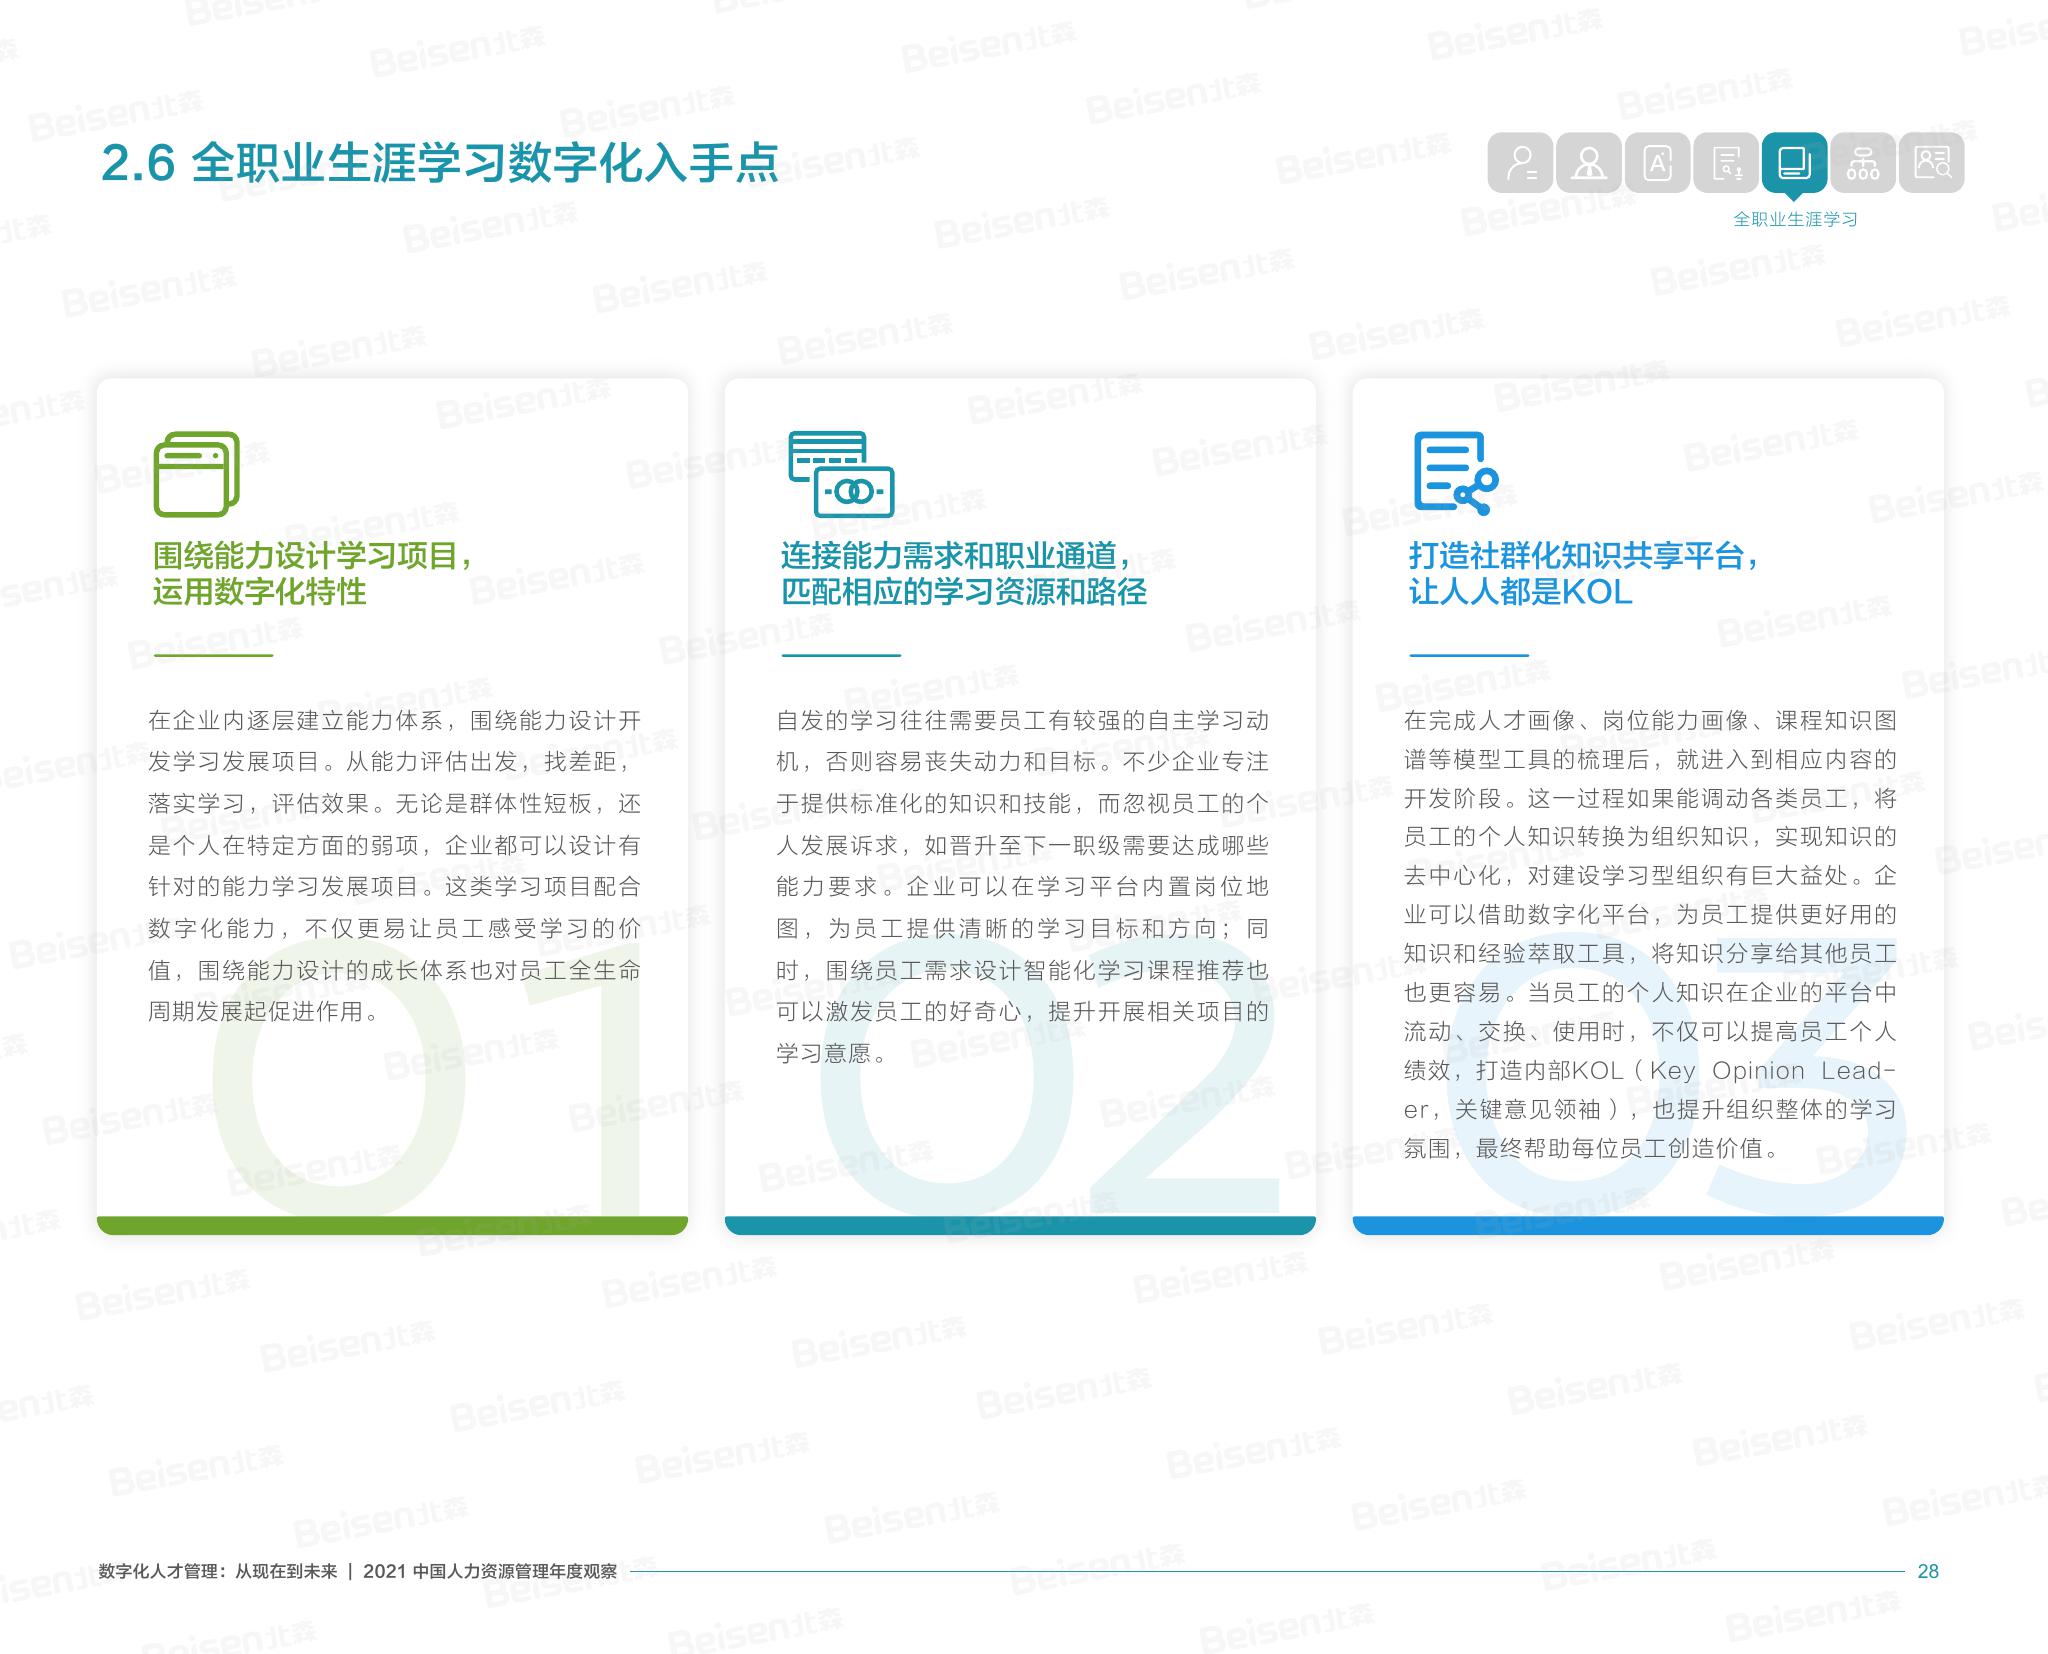 2.6 全职业生涯学习数字化入手点
全职业生涯学习
围绕能力设计学习项目，
运用数字化特性
在企业内逐层建立能力体系，围绕能力设计开
发学习发展项目。从能力评估出发，找差距，
落实学习，评估效果。无论是群体性短板，还
是个人在特定方面的弱项，企业都可以设计有
针对的能力学习发展项目。这类学习项目配合
数字化能力，不仅更易让员工感受学习的价
值，围绕能力设计的成长体系也对员工全生命
周期发展起促进作用。
01
连接能力需求和职业通道，
匹配相应的学习资源和路径
自发的学习往往需要员工有较强的自主学习动
机，否则容易丧失动力和目标。不少企业专注
于提供标准化的知识和技能，而忽视员工的个
人发展诉求，如晋升至下一职级需要达成哪些
能力要求。企业可以在学习平台内置岗位地
图，为员工提供清晰的学习目标和方向；同
时，围绕员工需求设计智能化学习课程推荐也
可以激发员工的好奇心，提升开展相关项目的
学习意愿。
02
打造社群化知识共享平台，
让人人都是KOL
在完成人才画像、岗位能力画像、课程知识图
谱等模型工具的梳理后，就进入到相应内容的
开发阶段。这一过程如果能调动各类员工，将
员工的个人知识转换为组织知识，实现知识的
去中心化，对建设学习型组织有巨大益处。企
业可以借助数字化平台，为员工提供更好用的
知识和经验萃取工具，将知识分享给其他员工
也更容易。当员工的个人知识在企业的平台中
流动、交换、使用时，不仅可以提高员工个人
绩效，打造内部KOL（Key Opinion Lead-
er，关键意见领袖），也提升组织整体的学习
氛围，最终帮助每位员工创造价值。
03
数字化人才管理：从现在到未来 | 2021 中国人力资源管理年度观察
28
Beisen北森